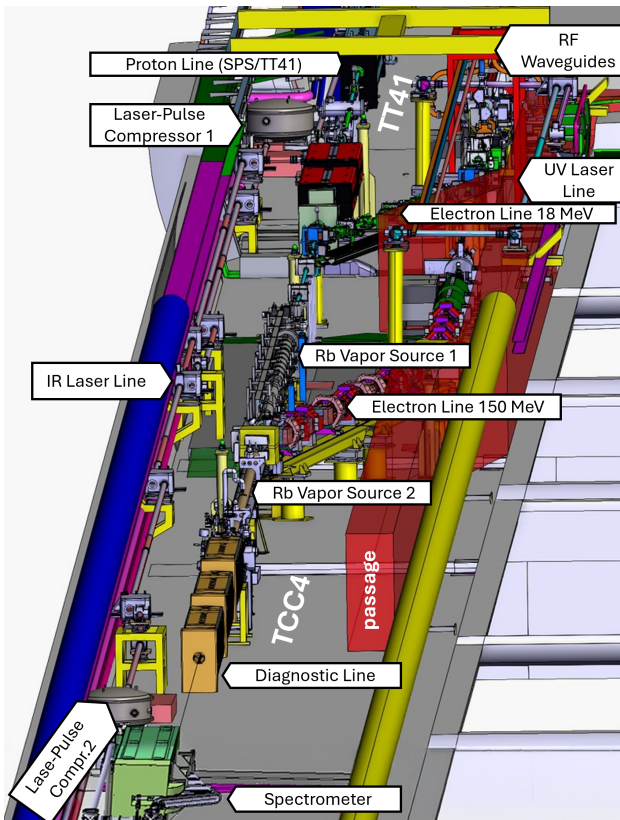 Proton Line (SPS/TT41)
RF
Waveguides
TT41
Laser-Pulse
Compressor 1
UV Laser
Line
Electron Line 18 MeV
Rb Vapor Source 1
IR Laser Line
Electron Line 150 MeV
Rb Vapor Source 2
passage
TCC4
Diagnostic Line
Lase-Pulse
Compr.2
Spectrometer